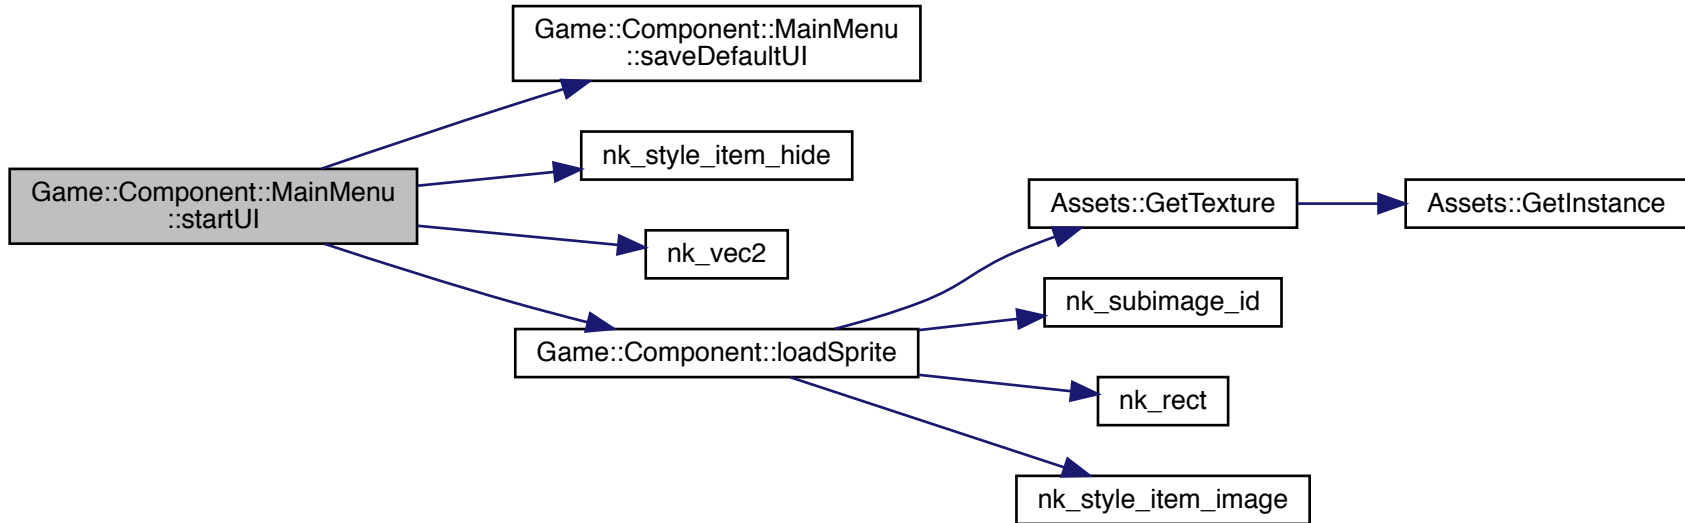 Game::Component::MainMenu
::saveDefaultUI
nk_style_item_hide
Game::Component::MainMenu
::startUI
Assets::GetTexture
Assets::GetInstance
nk_vec2
nk_subimage_id
Game::Component::loadSprite
nk_rect
nk_style_item_image